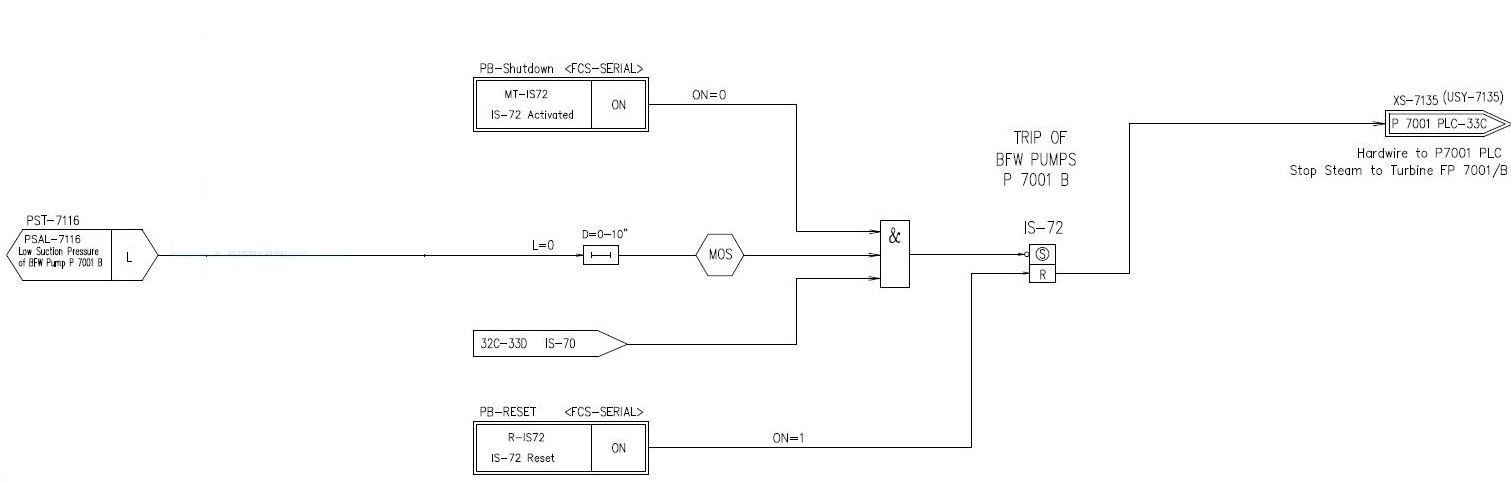 PB-Shutdown <FCS-SERIAL>
MT-IS72
IS-72 Activated
ON
ON=0
XS-7135 (USY-7135)
P 7001 PLC-33C
Hardwire to P7001 PLC
Stop Steam to Turbine FP 7001/B
TRIP OF
BFW PUMPS
P 7001 B
PST-7116
PSAL-7116
Low Suction Pressure
of BFW Pump P 7001 B
L
L=0
D=0-10"
MOS
&
IS-72
S
R
32C-33D IS-70
PB-RESET <FCS-SERIAL>
R-IS72
IS-72 Reset
ON
ON=1